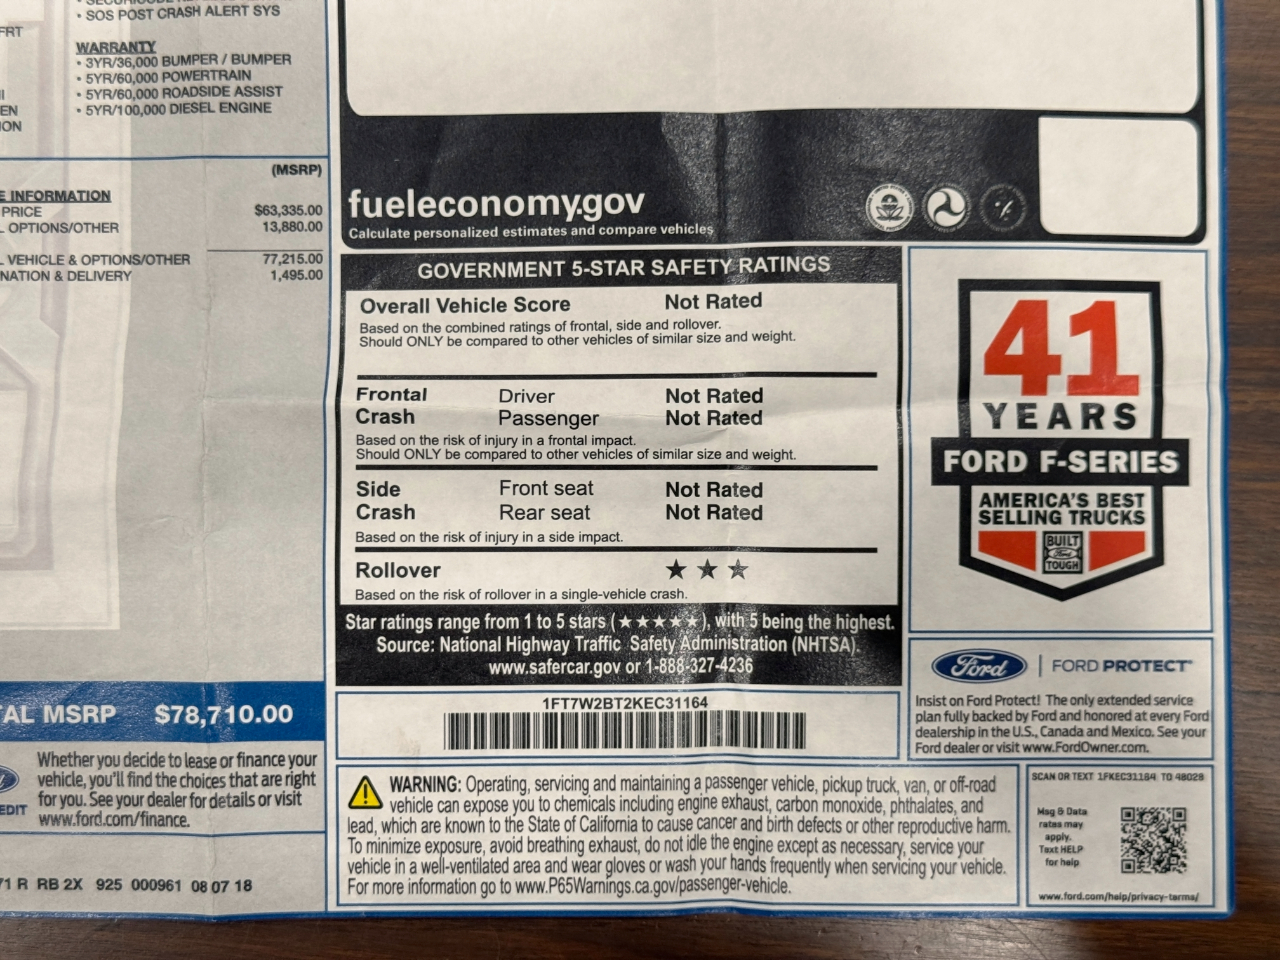 • SOS POST CRASH ALERT SYS
FRT
WARRANTY
• 3YR/36,000 BUMPER / BUMPER
• 5YR/60,000 POWERTRAIN
• 5YR/60,000 ROADSIDE ASSIST
• 5YR/100,000 DIESEL ENGINE
EN
ION
(MSRP)
E INFORMATION
PRICE $63,335.00
L OPTIONS/OTHER 13,880.00
L VEHICLE & OPTIONS/OTHER 77,215.00
NATION & DELIVERY 1,495.00
TAL MSRP $78,710.00
Whether you decide to lease or finance your
vehicle, you'll find the choices that are right
for you. See your dealer for details or visit
www.ford.com/finance.
EDIT
71 R RB 2X 925 000961 08 07 18
fueleconomy.gov
Calculate personalized estimates and compare vehicles
GOVERNMENT 5-STAR SAFETY RATINGS
Overall Vehicle Score Not Rated
Based on the combined ratings of frontal, side and rollover.
Should ONLY be compared to other vehicles of similar size and weight.
Frontal Driver Not Rated
Crash Passenger Not Rated
Based on the risk of injury in a frontal impact.
Should ONLY be compared to other vehicles of similar size and weight.
Side Front seat Not Rated
Crash Rear seat Not Rated
Based on the risk of injury in a side impact.
Rollover ★ ★ ★
Based on the risk of rollover in a single-vehicle crash.
Star ratings range from 1 to 5 stars (★★★★★), with 5 being the highest.
Source: National Highway Traffic Safety Administration (NHTSA).
www.safercar.gov or 1-888-327-4236
1FT7W2BT2KEC31164
41
YEARS
FORD F-SERIES
AMERICA'S BEST
SELLING TRUCKS
BUILT
Ford
TOUGH
Ford FORD PROTECT
Insist on Ford Protect! The only extended service
plan fully backed by Ford and honored at every Ford
dealership in the U.S., Canada and Mexico. See your
Ford dealer or visit www.FordOwner.com.
WARNING: Operating, servicing and maintaining a passenger vehicle, pickup truck, van, or off-road
vehicle can expose you to chemicals including engine exhaust, carbon monoxide, phthalates, and
lead, which are known to the State of California to cause cancer and birth defects or other reproductive harm.
To minimize exposure, avoid breathing exhaust, do not idle the engine except as necessary, service your
vehicle in a well-ventilated area and wear gloves or wash your hands frequently when servicing your vehicle.
For more information go to www.P65Warnings.ca.gov/passenger-vehicle.
SCAN OR TEXT 1FKEC31164 TO 48028
Msg & Data
rates may
apply.
Text HELP
for help
www.ford.com/help/privacy-terms/